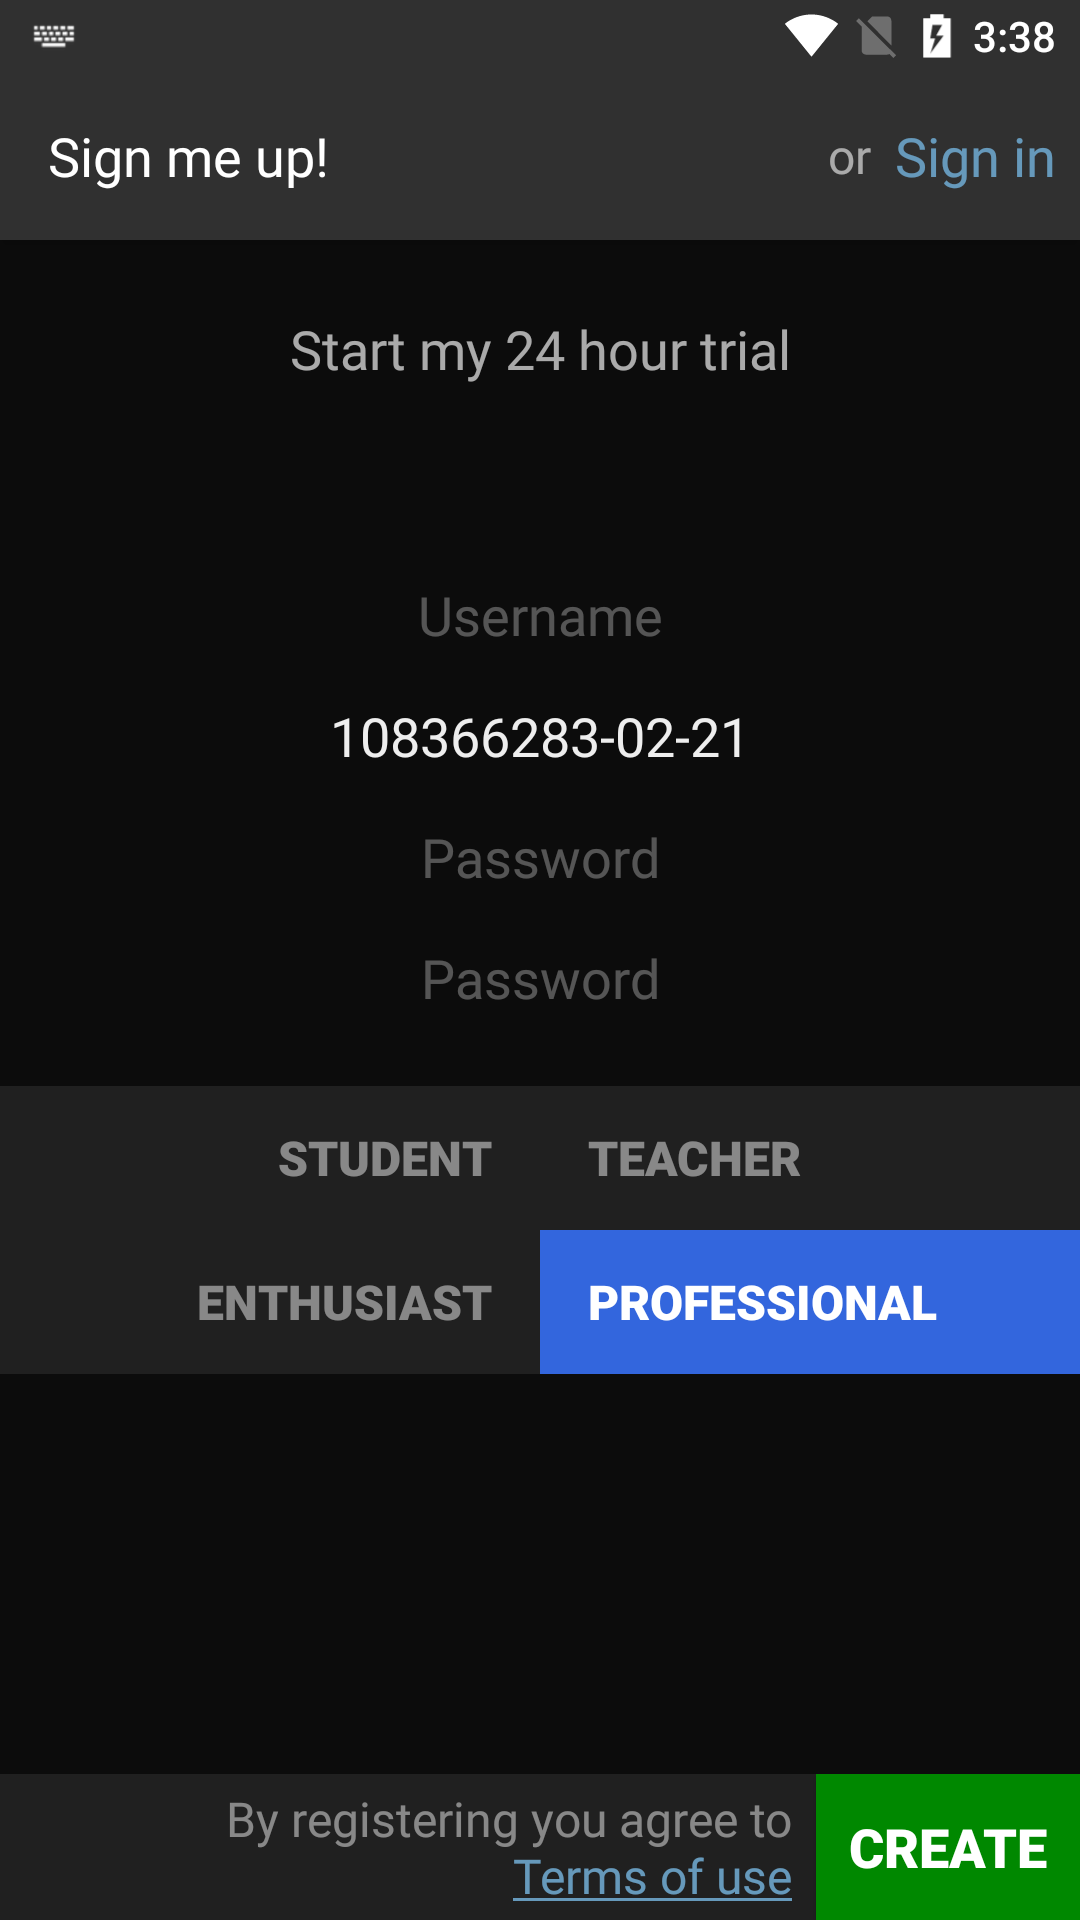 3:38
Sign me up! or Sign in
Start my 24 hour trial
Username
108366283-02-21
Password
Password
STUDENT TEACHER
ENTHUSIAST PROFESSIONAL
By registering you agree to
Terms of use
CREATE